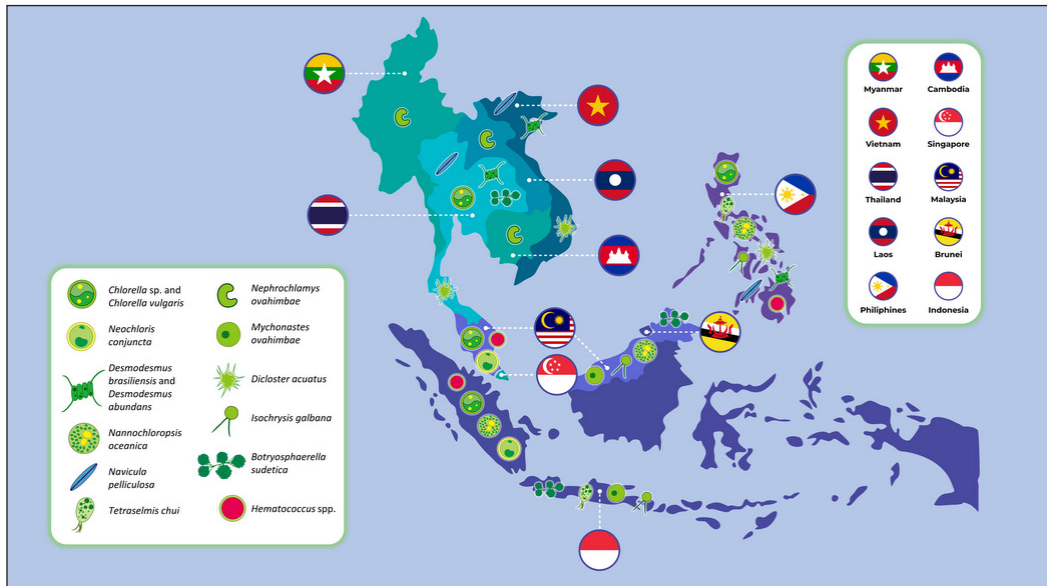 Myanmar
Cambodia
Vietnam
Singapore
Thailand
Malaysia
Laos
Brunei
Philiphines
Indonesia
Chlorella sp. and
Chlorella vulgaris
Neochloris
conjuncta
Desmodesmus
brasiliensis and
Desmodesmus
abundans
Nannochloropsis
oceanica
Navicula
pelliculosa
Tetraselmis chui
Nephrochlamys
ovahimbae
Mychonastes
ovahimbae
Dicloster acuatus
Isochrysis galbana
Botryosphaerella
sudetica
Hematococcus spp.